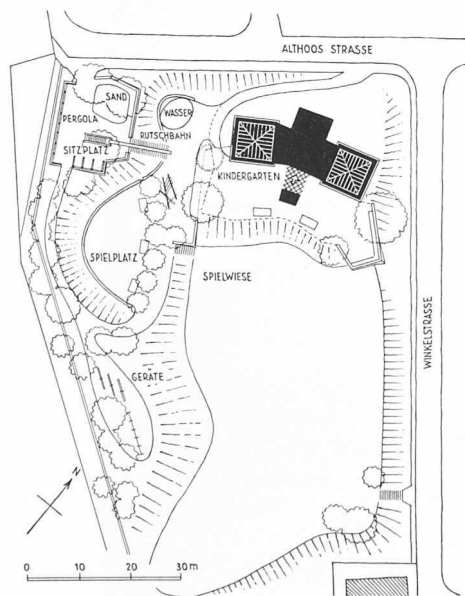 ALTHOOS STRASSE
SAND
WASSER
PERGOLA
RUTSCHBAHN
SITZPLATZ
KINDERGARTEN
SPIELPLATZ
SPIELWIESE
WINKELSTRASSE
GERÄTE
N
0 10 20 30 m